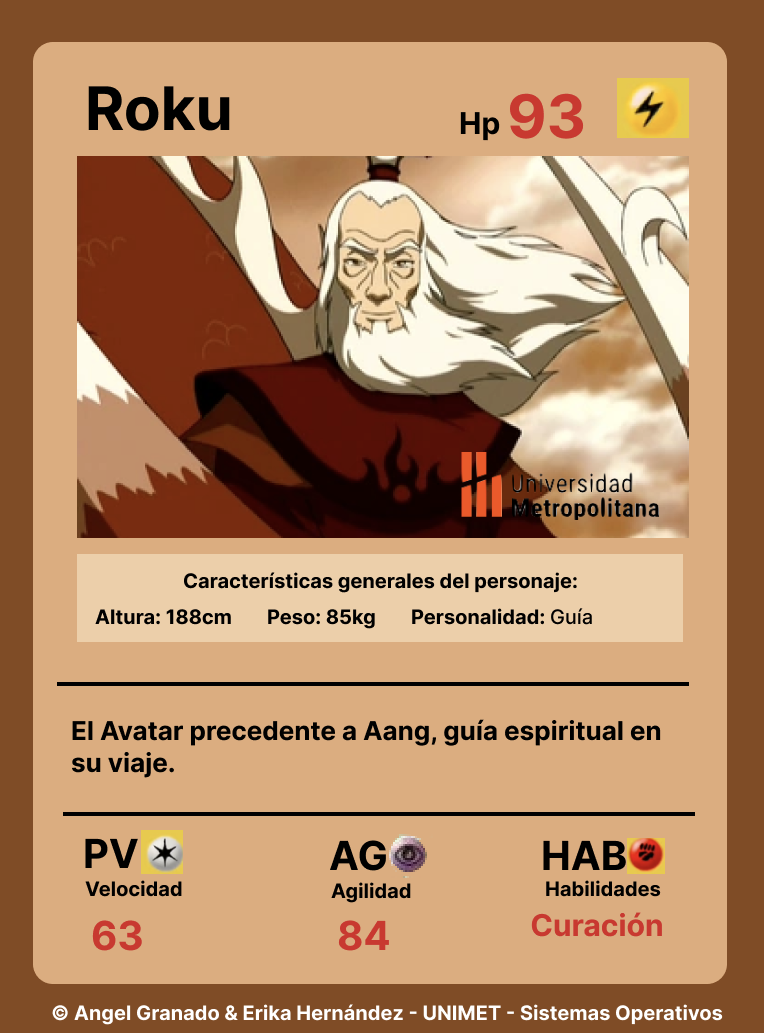 Roku
Hp 93
Universidad
Metropolitana
Características generales del personaje:
Altura: 188cm Peso: 85kg Personalidad: Guía
El Avatar precedente a Aang, guía espiritual en
su viaje.
PV AG HAB
Velocidad Agilidad Habilidades
63 84 Curación
© Angel Granado & Erika Hernández - UNIMET - Sistemas Operativos